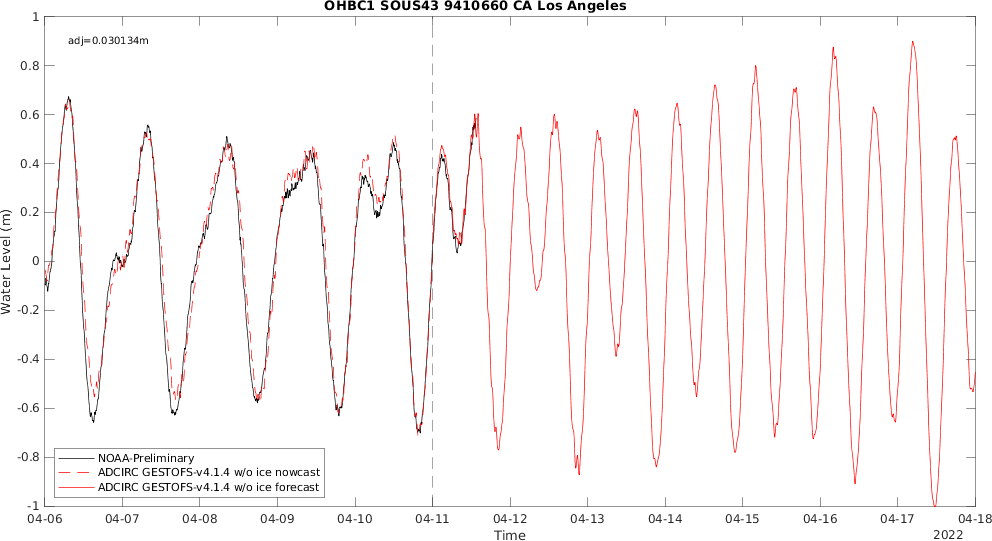 OHBC1 SOUS43 9410660 CA Los Angeles
adj=0.030134m
1
0.8
0.6
0.4
0.2
0
-0.2
-0.4
-0.6
-0.8
-1
Water Level (m)
NOAA-Preliminary
ADCIRC GESTOFS-v4.1.4 w/o ice nowcast
ADCIRC GESTOFS-v4.1.4 w/o ice forecast
04-06 04-07 04-08 04-09 04-10 04-11 04-12 04-13 04-14 04-15 04-16 04-17 04-18
Time
2022